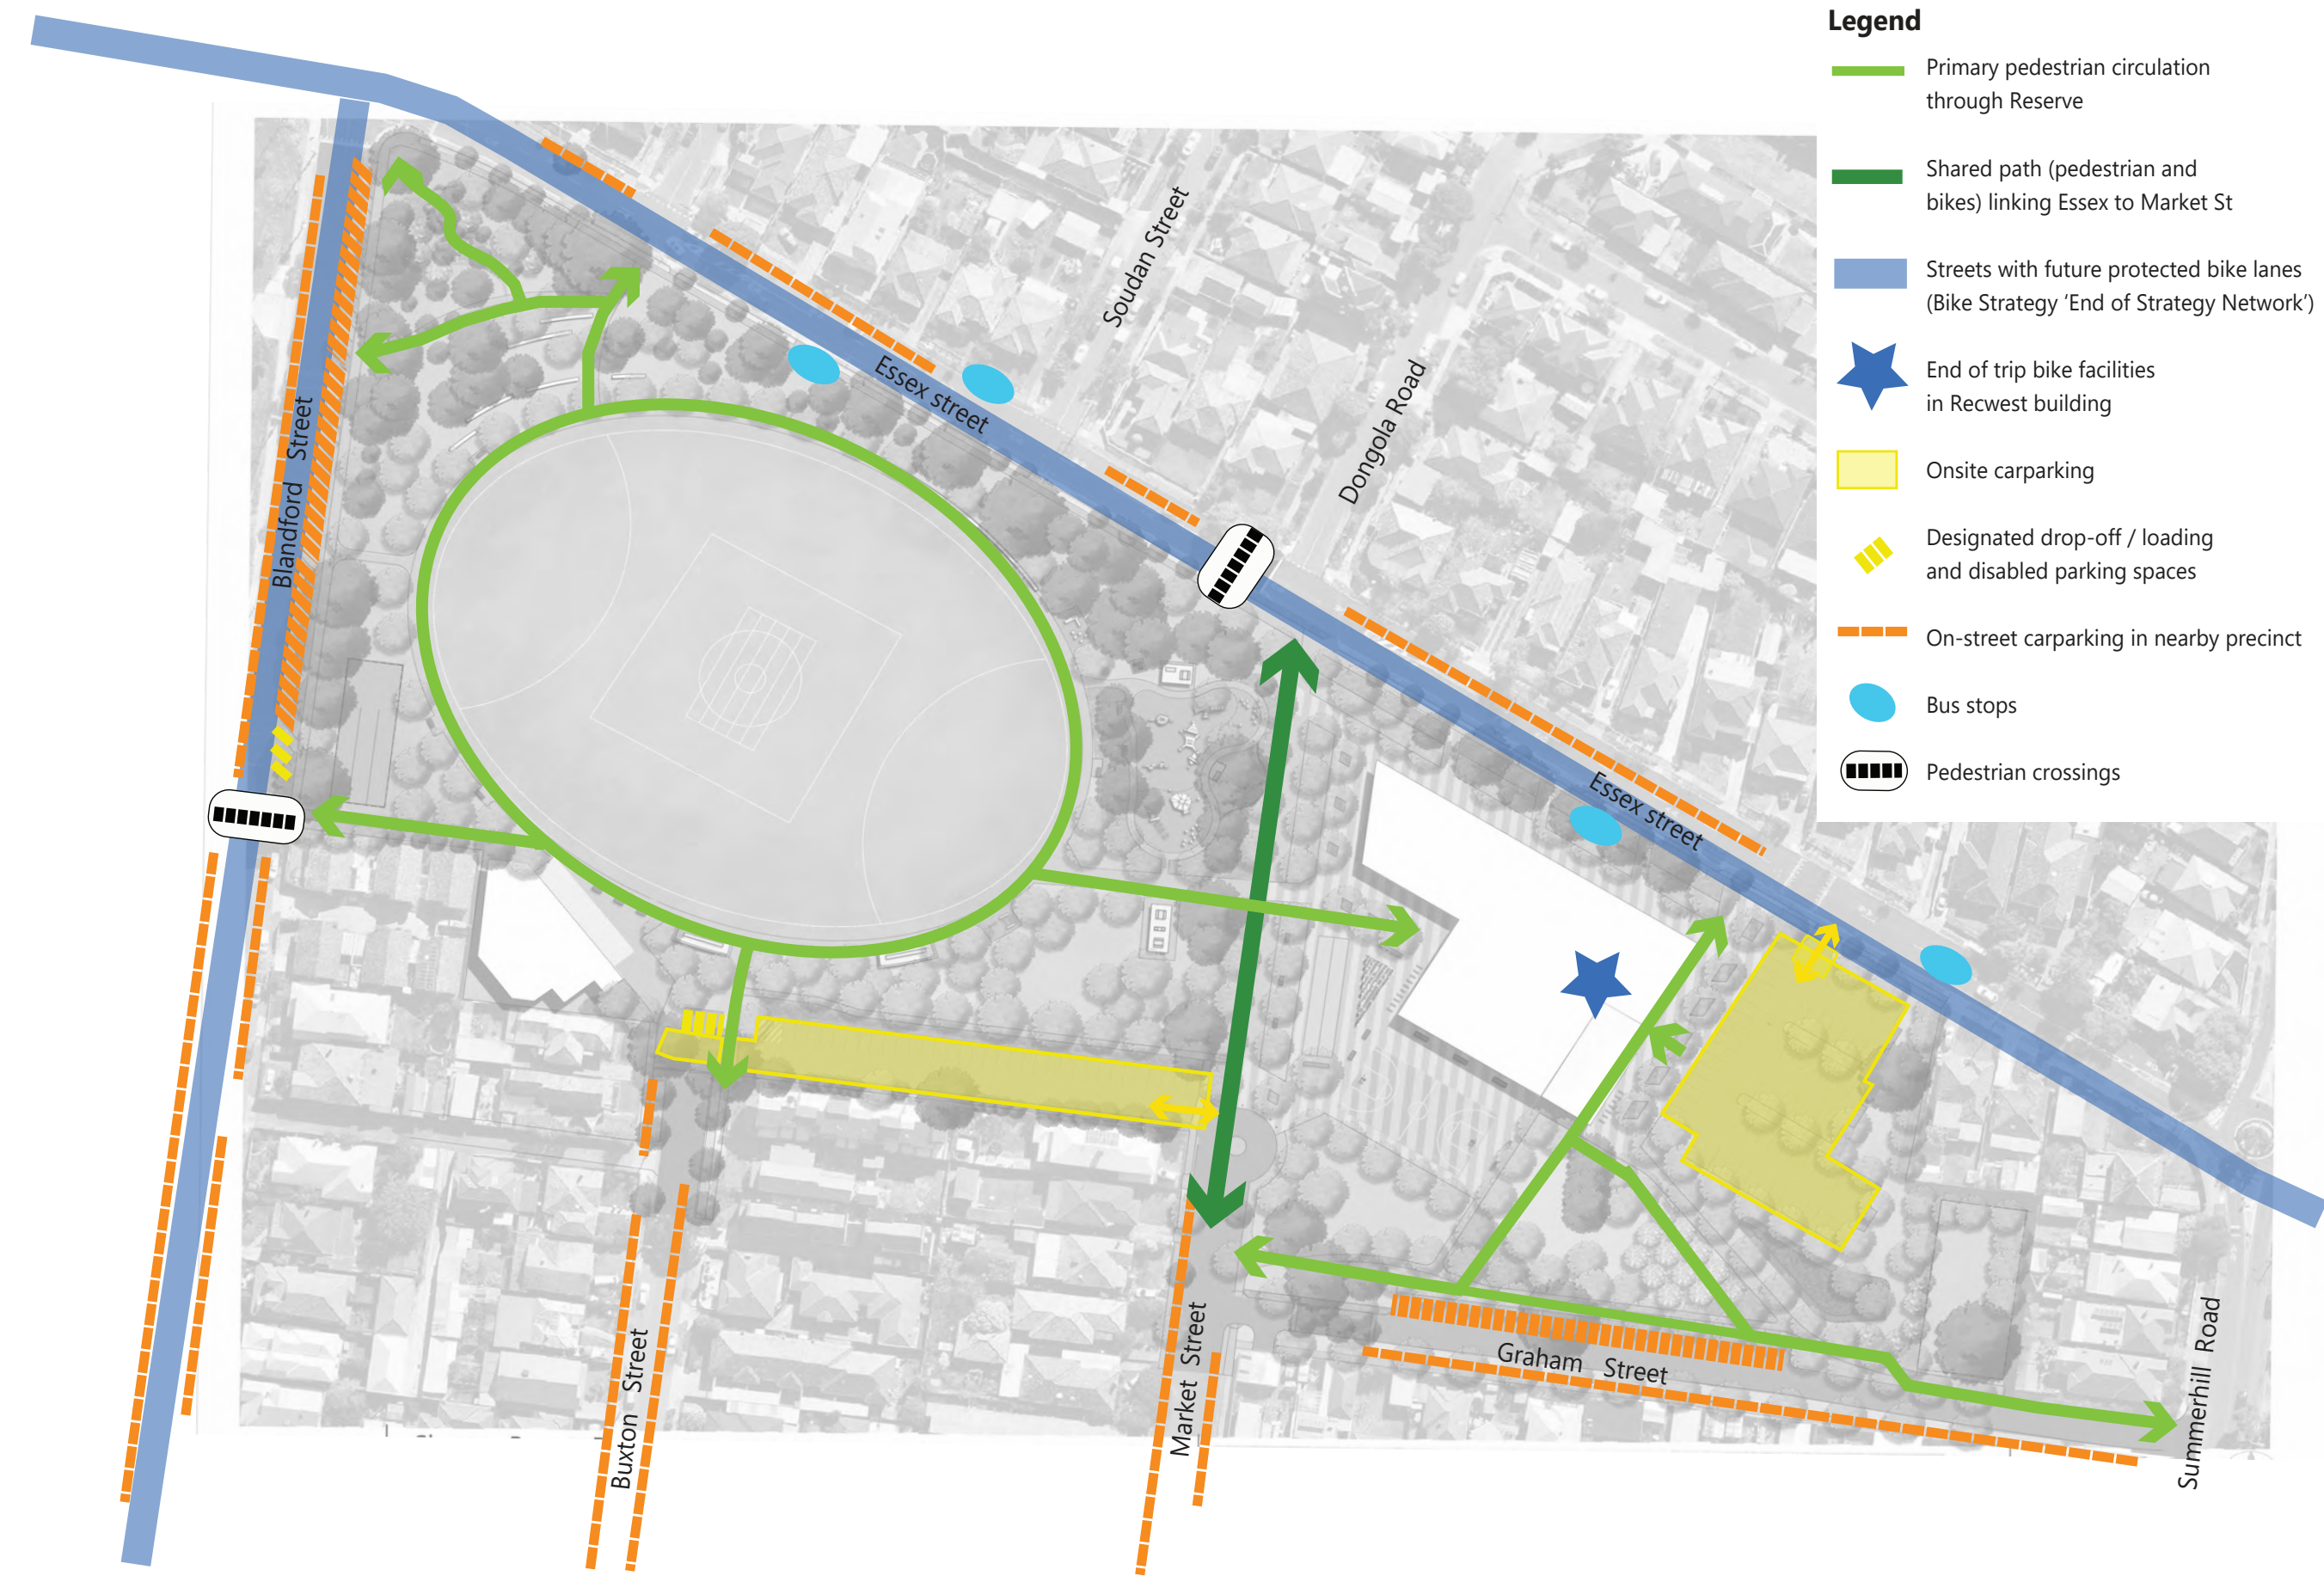 Legend
Primary pedestrian circulation
through Reserve
Shared path (pedestrian and
bikes) linking Essex to Market St
Streets with future protected bike lanes
(Bike Strategy ‘End of Strategy Network’)
End of trip bike facilities
in Recwest building
Onsite carparking
Designated drop-off / loading
and disabled parking spaces
On-street carparking in nearby precinct
Bus stops
Pedestrian crossings
Soudan Street
Dongola Road
Essex street
Blandford Street
Essex street
Buxton Street
Market Street
Graham Street
Summerhill Road